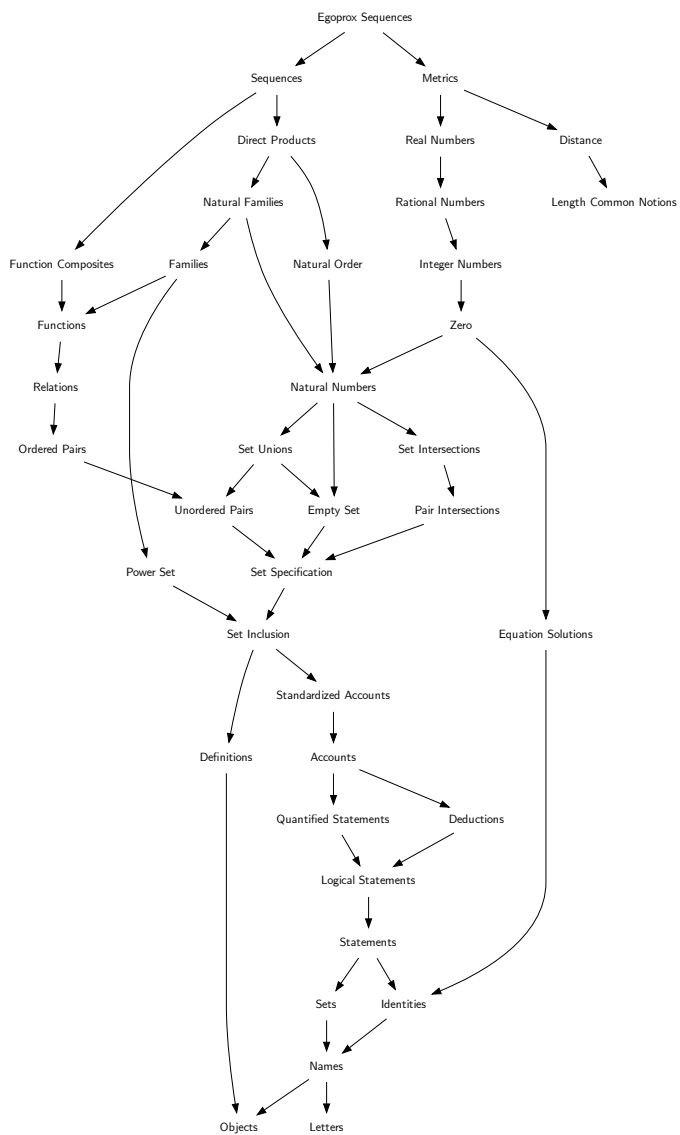 Egoprox Sequences
Sequences
Metrics
Direct Products
Real Numbers
Distance
Natural Families
Rational Numbers
Length Common Notions
Function Composites
Families
Natural Order
Integer Numbers
Functions
Zero
Relations
Natural Numbers
Ordered Pairs
Set Unions
Set Intersections
Unordered Pairs
Empty Set
Pair Intersections
Power Set
Set Specification
Set Inclusion
Equation Solutions
Standardized Accounts
Definitions
Accounts
Quantified Statements
Deductions
Logical Statements
Statements
Sets
Identities
Names
Objects
Letters